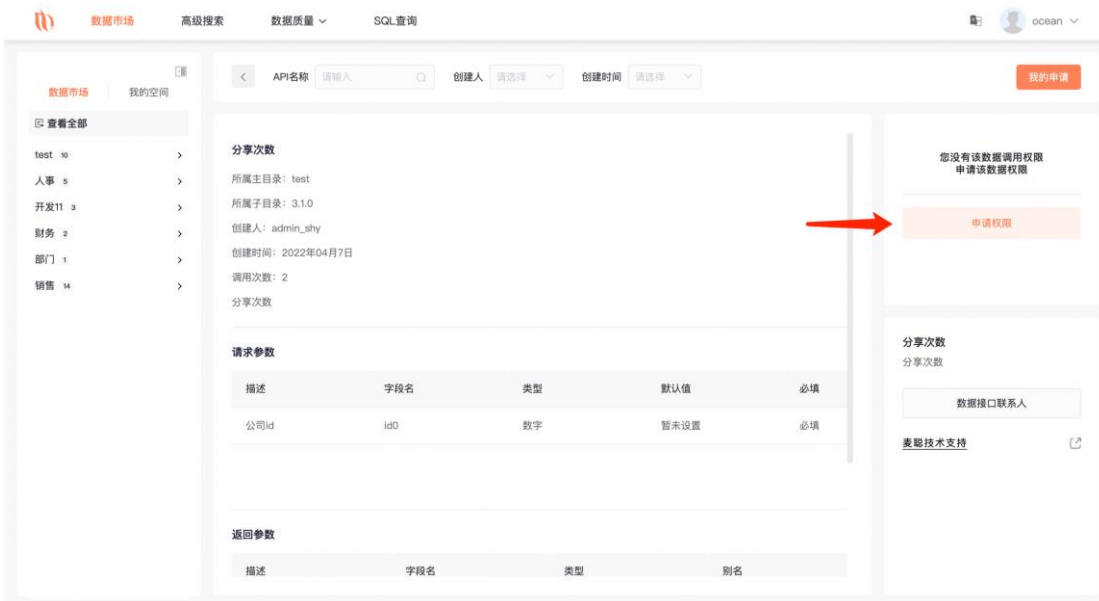 数据市场 高级搜索 数据质量 SQL查询 ocean
数据市场 我的空间
查看全部
test 10
人事 5
开发11 3
财务 2
部门 1
销售 14
API名称 请输入 创建人 请选择 创建时间 请选择 我的申请
分享次数
所属主目录：test
所属子目录：3.1.0
创建人：admin_shy
创建时间：2022年04月7日
调用次数：2
分享次数
请求参数
描述 字段名 类型 默认值 必填
公司id id0 数字 暂未设置 必填
返回参数
描述 字段名 类型 别名
您没有该数据调用权限
申请该数据权限
申请权限
分享次数
分享次数
数据接口联系人
麦聪技术支持